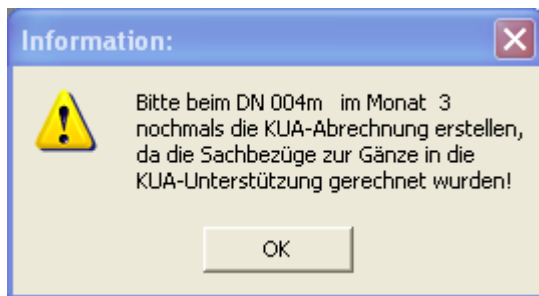 Information:
Bitte beim DN 004m im Monat 3
nochmals die KUA-Abrechnung erstellen,
da die Sachbezüge zur Gänze in die
KUA-Unterstützung gerechnet wurden!
OK